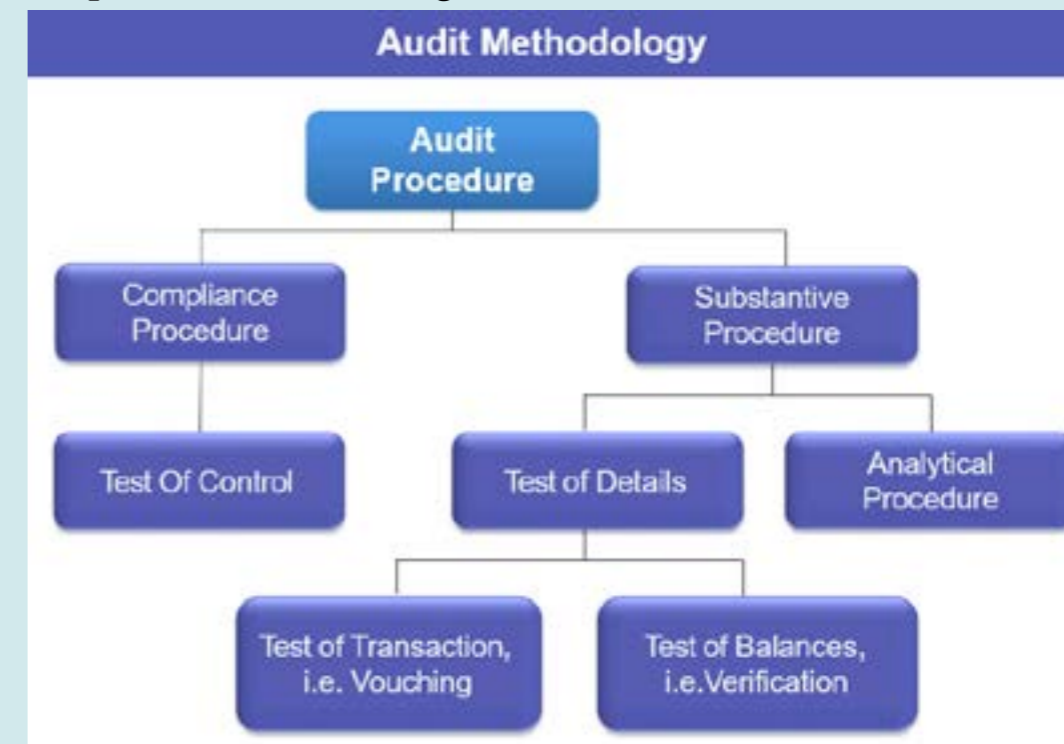 Audit Methodology
Audit
Procedure
Compliance
Procedure
Substantive
Procedure
Test Of Control
Test of Details
Analytical
Procedure
Test of Transaction,
i.e. Vouching
Test of Balances,
i.e.Verification